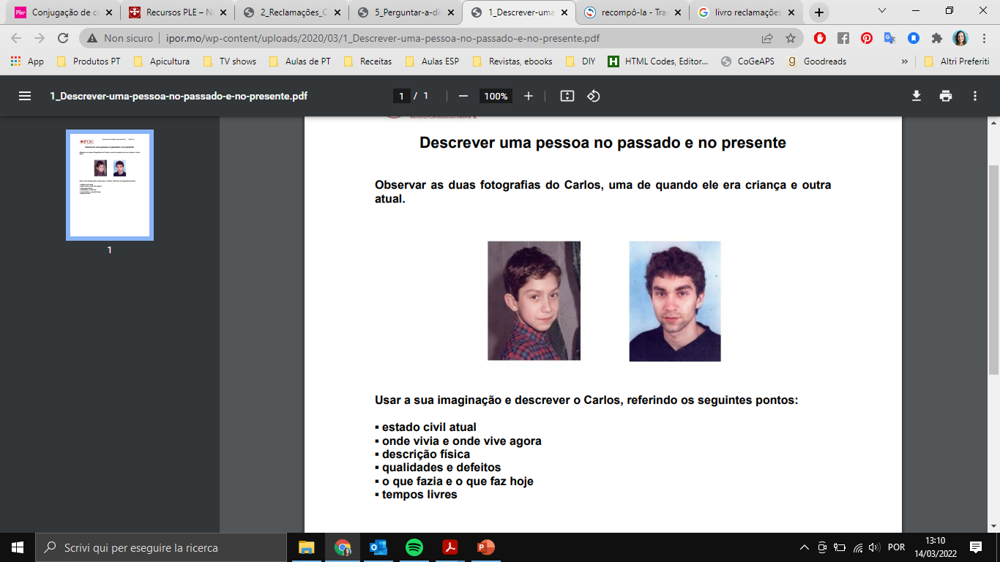 Conjugação de co
Recursos PLE – Ni
2_Reclamações_C
5_Perguntar-a-di
1_Descrever-uma-
recompô-la - Trad
livro reclamações
Non sicuro | ipor.mo/wp-content/uploads/2020/03/1_Descrever-uma-pessoa-no-passado-e-no-presente.pdf
App Produtos PT Apicultura TV shows Aulas de PT Receitas Aulas ESP Revistas, ebooks DIY HTML Codes, Editor... CoGeAPS Goodreads » Altri Preferiti
1_Descrever-uma-pessoa-no-passado-e-no-presente.pdf 1 / 1 100%
1
Descrever uma pessoa no passado e no presente
Observar as duas fotografias do Carlos, uma de quando ele era criança e outra
atual.
Usar a sua imaginação e descrever o Carlos, referindo os seguintes pontos:
▪ estado civil atual
▪ onde vivia e onde vive agora
▪ descrição física
▪ qualidades e defeitos
▪ o que fazia e o que faz hoje
▪ tempos livres
Scrivi qui per eseguire la ricerca
POR
13:10
14/03/2022